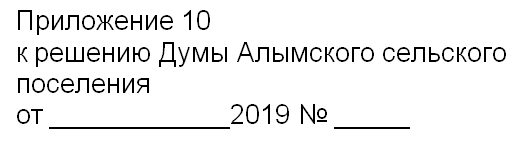 Приложение 10
к решению Думы Алымского сельского
поселения
от ____________2019 № _____